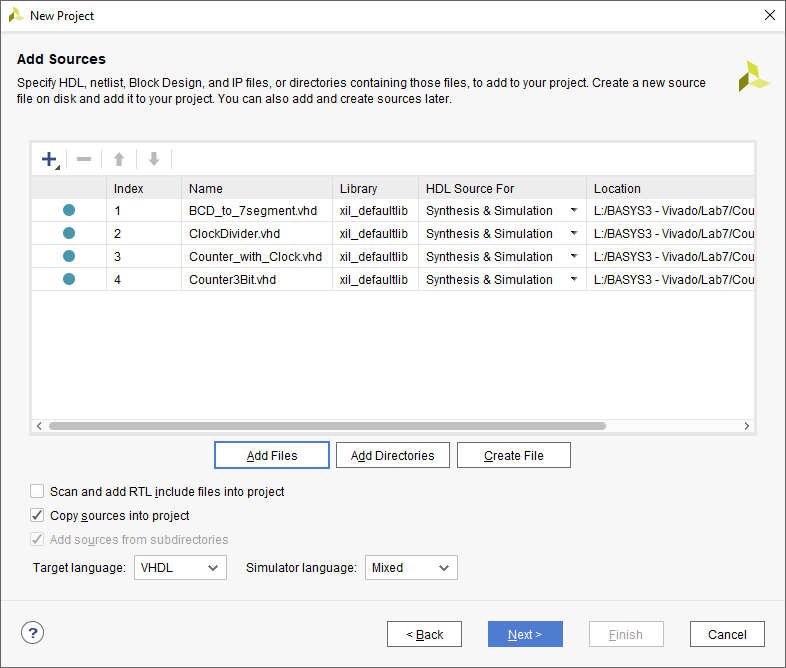 New Project
Add Sources
Specify HDL, netlist, Block Design, and IP files, or directories containing those files, to add to your project. Create a new source
file on disk and add it to your project. You can also add and create sources later.
Index Name Library HDL Source For Location
1 BCD_to_7segment.vhd xil_defaultlib Synthesis & Simulation L:/BASYS3 - Vivado/Lab7/Cou
2 ClockDivider.vhd xil_defaultlib Synthesis & Simulation L:/BASYS3 - Vivado/Lab7/Cou
3 Counter_with_Clock.vhd xil_defaultlib Synthesis & Simulation L:/BASYS3 - Vivado/Lab7/Cou
4 Counter3Bit.vhd xil_defaultlib Synthesis & Simulation L:/BASYS3 - Vivado/Lab7/Cou
Add Files Add Directories Create File
Scan and add RTL include files into project
Copy sources into project
Add sources from subdirectories
Target language: VHDL Simulator language: Mixed
? < Back Next > Finish Cancel